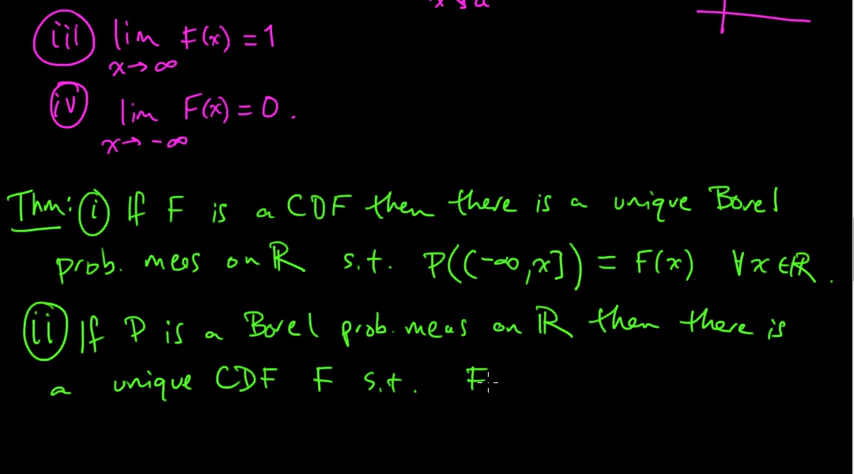 iii lim F(x) = 1
x→∞
iv lim F(x) = 0.
x→-∞
Thm: i If F is a CDF then there is a unique Borel
prob. meas on ℝ s.t. P((-∞,x]) = F(x) ∀x∈ℝ.
ii If P is a Borel prob. meas on ℝ then there is
a unique CDF F s.t. F